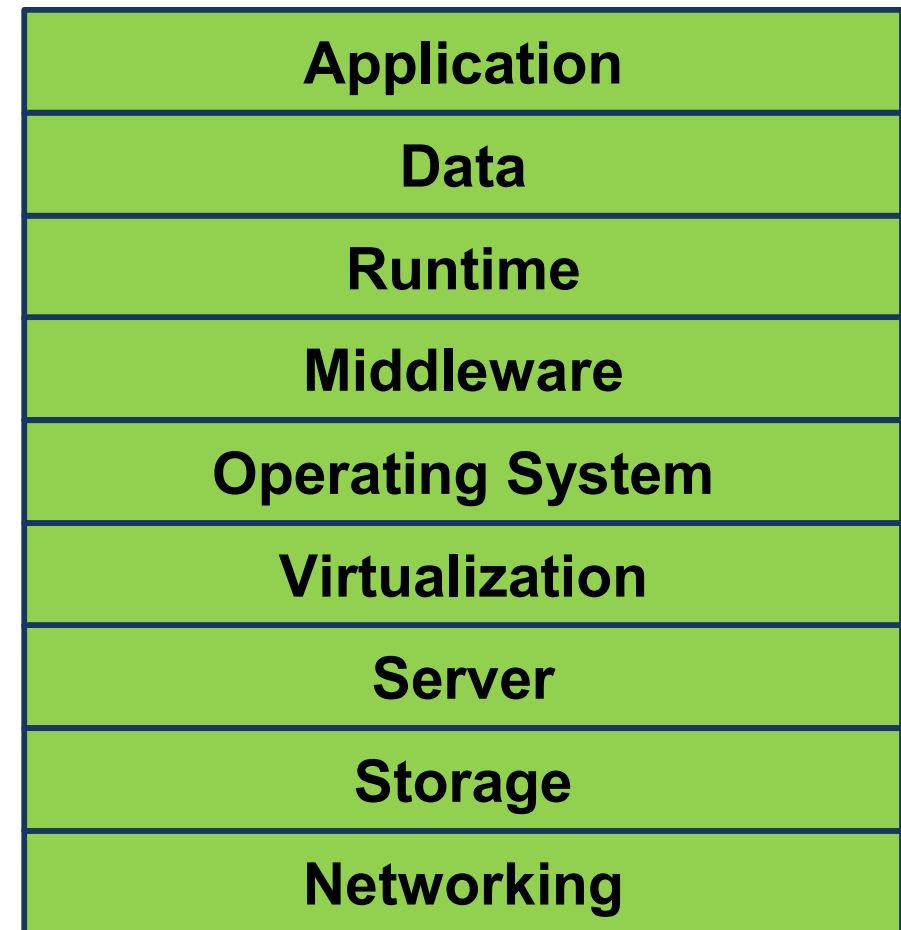 Application
Data
Runtime
Middleware
Operating System
Virtualization
Server
Storage
Networking